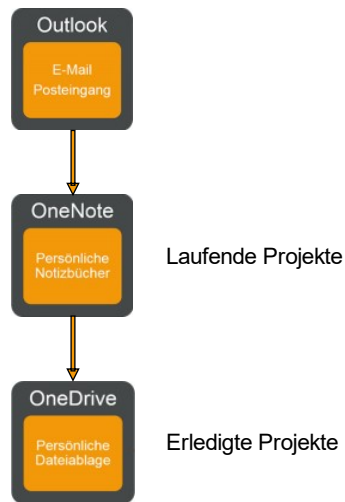 Outlook
E-Mail
Posteingang
OneNote
Persönliche
Notizbücher
Laufende Projekte
OneDrive
Persönliche
Dateiablage
Erledigte Projekte